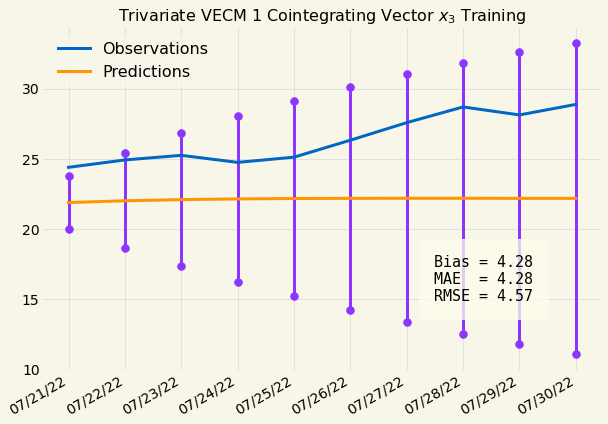 Trivariate VECM 1 Cointegrating Vector x₃ Training
Observations
Predictions
30
25
20
15
10
Bias = 4.28
MAE  = 4.28
RMSE = 4.57
07/21/22
07/22/22
07/23/22
07/24/22
07/25/22
07/26/22
07/27/22
07/28/22
07/29/22
07/30/22